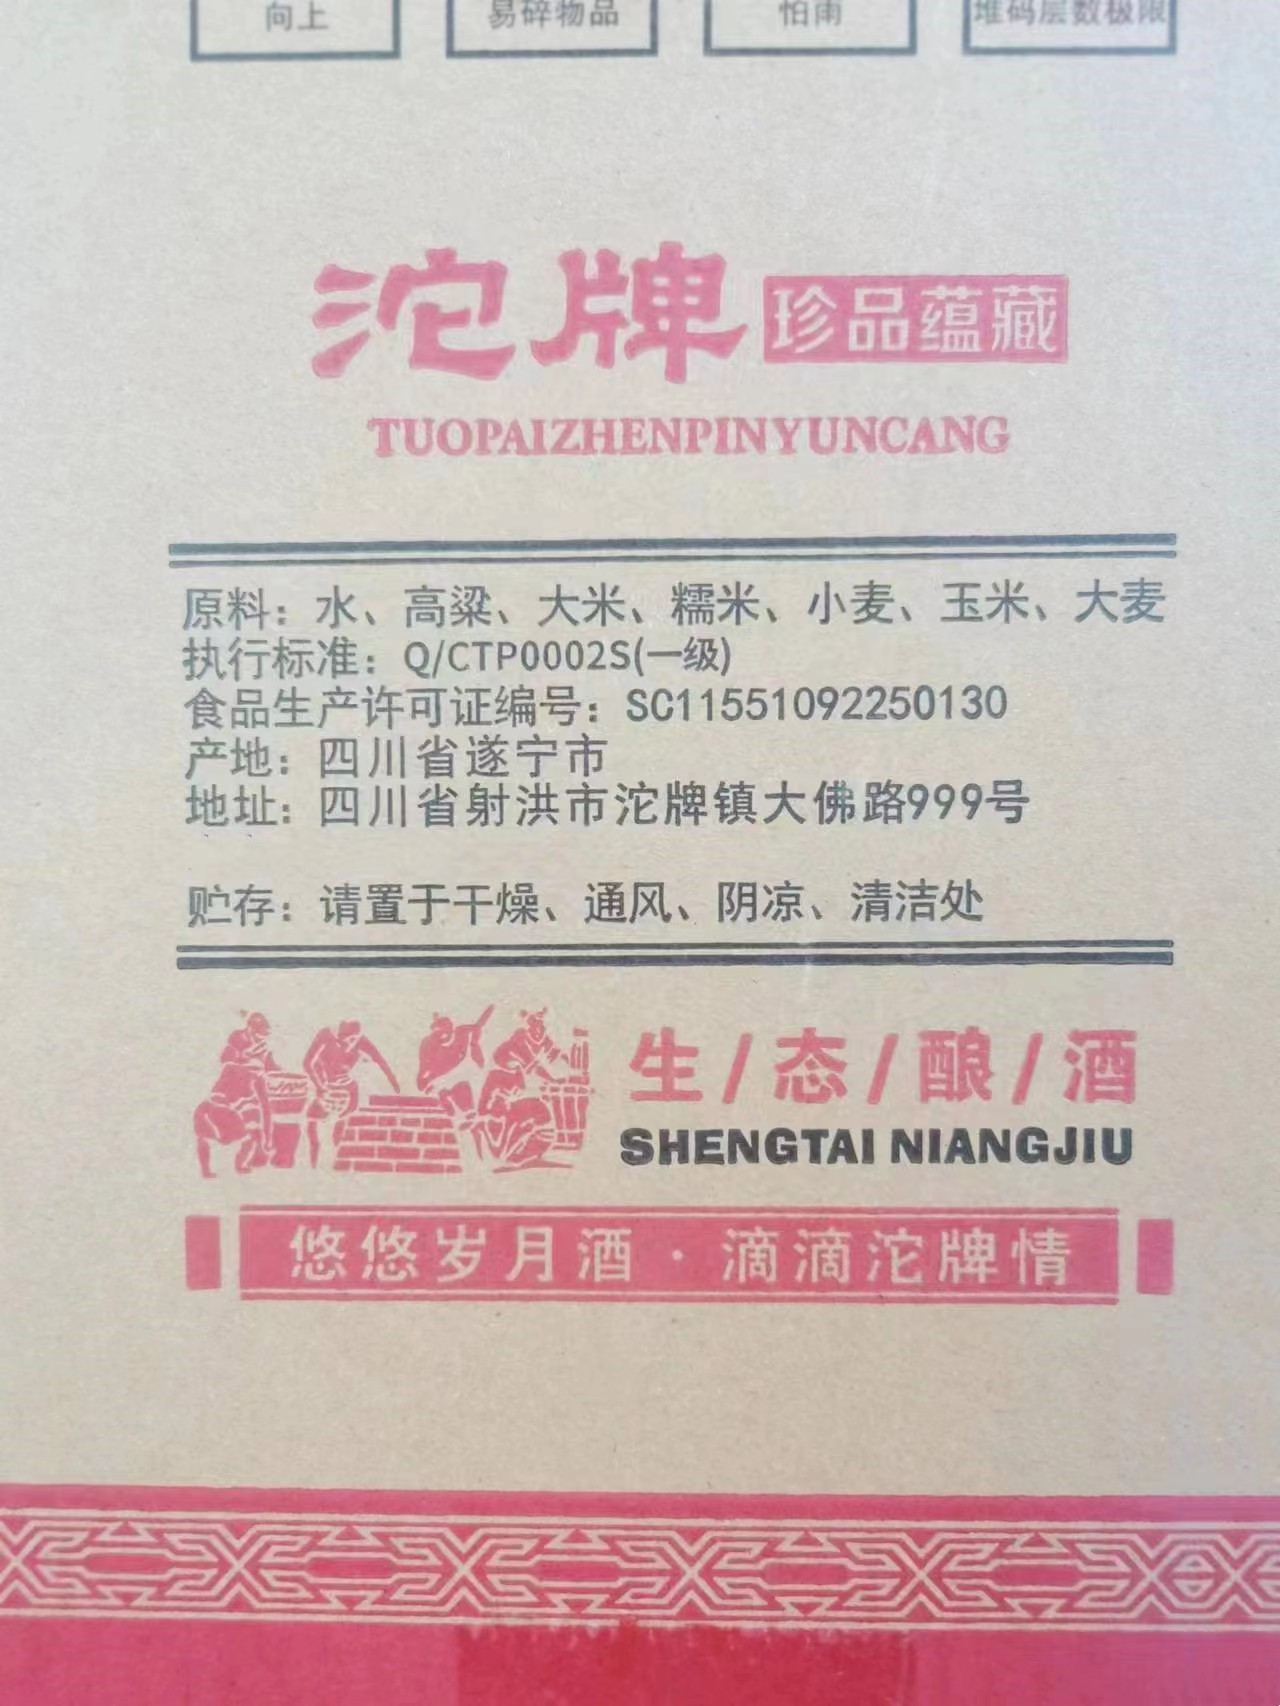 向上 易碎物品 怕雨 堆码层数极限
沱牌 珍品蕴藏
TUOPAIZHENPINYUNCANG
原料：水、高粱、大米、糯米、小麦、玉米、大麦
执行标准：Q/CTP0002S(一级)
食品生产许可证编号：SC11551092250130
产地：四川省遂宁市
地址：四川省射洪市沱牌镇大佛路999号
贮存：请置于干燥、通风、阴凉、清洁处
生/态/酿/酒
SHENGTAI NIANGJIU
悠悠岁月酒·滴滴沱牌情